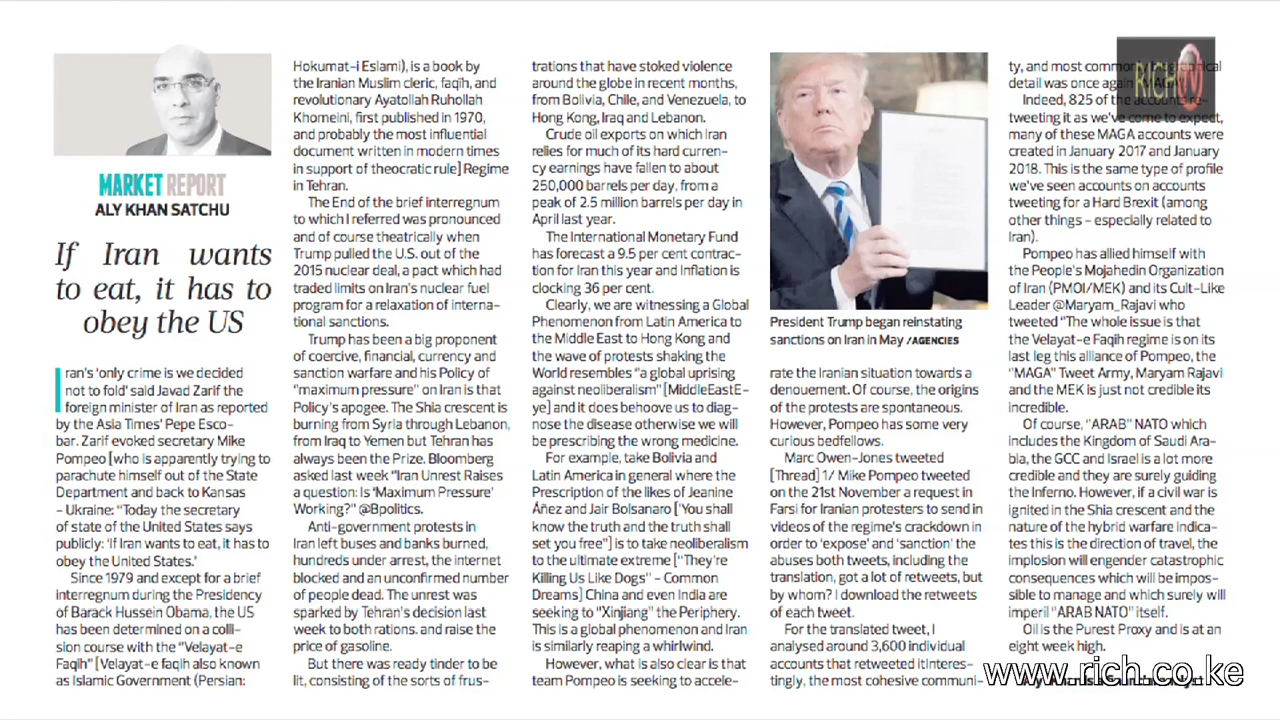 MARKET REPORT
ALY KHAN SATCHU
If Iran wants
to eat, it has to
obey the US
Iran's 'only crime is we decided
not to fold' said Javad Zarif the
foreign minister of Iran as reported
by the Asia Times' Pepe Esco-
bar. Zarif evoked secretary Mike
Pompeo [who is apparently trying to
parachute himself out of the State
Department and back to Kansas
– Ukraine: "Today the secretary
of state of the United States says
publicly: 'If Iran wants to eat, it has to
obey the United States.'
Since 1979 and except for a brief
interregnum during the Presidency
of Barack Hussein Obama, the US
has been determined on a colli-
sion course with the "Velayat-e
Faqih" [Velayat-e faqih also known
as Islamic Government (Persian:
Hokumat-i Eslami), is a book by
the Iranian Muslim cleric, faqīh, and
revolutionary Ayatollah Ruhollah
Khomeini, first published in 1970,
and probably the most influential
document written in modern times
in support of theocratic rule] Regime
in Tehran.
The End of the brief interregnum
to which I referred was pronounced
and of course theatrically when
Trump pulled the U.S. out of the
2015 nuclear deal, a pact which had
traded limits on Iran's nuclear fuel
program for a relaxation of interna-
tional sanctions.
Trump has been a big proponent
of coercive, financial, currency and
sanction warfare and his Policy of
"maximum pressure" on Iran is that
Policy's apogee. The Shia crescent is
burning from Syria through Lebanon,
from Iraq to Yemen but Tehran has
always been the Prize. Bloomberg
asked last week "Iran Unrest Raises
a question: Is 'Maximum Pressure'
Working?" @Bpolitics.
Anti-government protests in
Iran left buses and banks burned,
hundreds under arrest, the internet
blocked and an unconfirmed number
of people dead. The unrest was
sparked by Tehran's decision last
week to both rations. and raise the
price of gasoline.
But there was ready tinder to be
lit, consisting of the sorts of frus-
trations that have stoked violence
around the globe in recent months,
from Bolivia, Chile, and Venezuela, to
Hong Kong, Iraq and Lebanon.
Crude oil exports on which Iran
relies for much of its hard curren-
cy earnings have fallen to about
250,000 barrels per day, from a
peak of 2.5 million barrels per day in
April last year.
The International Monetary Fund
has forecast a 9.5 per cent contrac-
tion for Iran this year and Inflation is
clocking 36 per cent.
Clearly, we are witnessing a Global
Phenomenon from Latin America to
the Middle East to Hong Kong and
the wave of protests shaking the
World resembles "a global uprising
against neoliberalism" [MiddleEastE-
ye] and it does behoove us to diag-
nose the disease otherwise we will
be prescribing the wrong medicine.
For example, take Bolivia and
Latin America in general where the
Prescription of the likes of Jeanine
Áñez and Jair Bolsanaro ['You shall
know the truth and the truth shall
set you free"] is to take neoliberalism
to the ultimate extreme ["They're
Killing Us Like Dogs" – Common
Dreams] China and even India are
seeking to "Xinjiang" the Periphery.
This is a global phenomenon and Iran
is similarly reaping a whirlwind.
However, what is also clear is that
team Pompeo is seeking to accele-
President Trump began reinstating
sanctions on Iran in May /AGENCIES
rate the Iranian situation towards a
denouement. Of course, the origins
of the protests are spontaneous.
However, Pompeo has some very
curious bedfellows.
Marc Owen-Jones tweeted
[Thread] 1/ Mike Pompeo tweeted
on the 21st November a request in
Farsi for Iranian protesters to send in
videos of the regime's crackdown in
order to 'expose' and 'sanction' the
abuses both tweets, including the
translation, got a lot of retweets, but
by whom? I download the retweets
of each tweet.
For the translated tweet, I
analysed around 3,600 individual
accounts that retweeted itInteres-
tingly, the most cohesive communi-
ty, and most common
detail was once again
Indeed, 825 of the accounts re-
tweeting it as we've come to expect,
many of these MAGA accounts were
created in January 2017 and January
2018. This is the same type of profile
we've seen accounts on accounts
tweeting for a Hard Brexit (among
other things – especially related to
Iran).
Pompeo has allied himself with
the People's Mojahedin Organization
of Iran (PMOI/MEK) and its Cult-Like
Leader @Maryam_Rajavi who
tweeted "The whole issue is that
the Velayat-e Faqih regime is on its
last leg this alliance of Pompeo, the
"MAGA" Tweet Army, Maryam Rajavi
and the MEK is just not credible its
incredible.
Of course, "ARAB" NATO which
includes the Kingdom of Saudi Ara-
bia, the GCC and Israel is a lot more
credible and they are surely guiding
the Inferno. However, if a civil war is
ignited in the Shia crescent and the
nature of the hybrid warfare indica-
tes this is the direction of travel, the
implosion will engender catastrophic
consequences which will be impos-
sible to manage and which surely will
imperil "ARAB NATO" itself.
Oil is the Purest Proxy and is at an
eight week high.
RICH
www.rich.co.ke